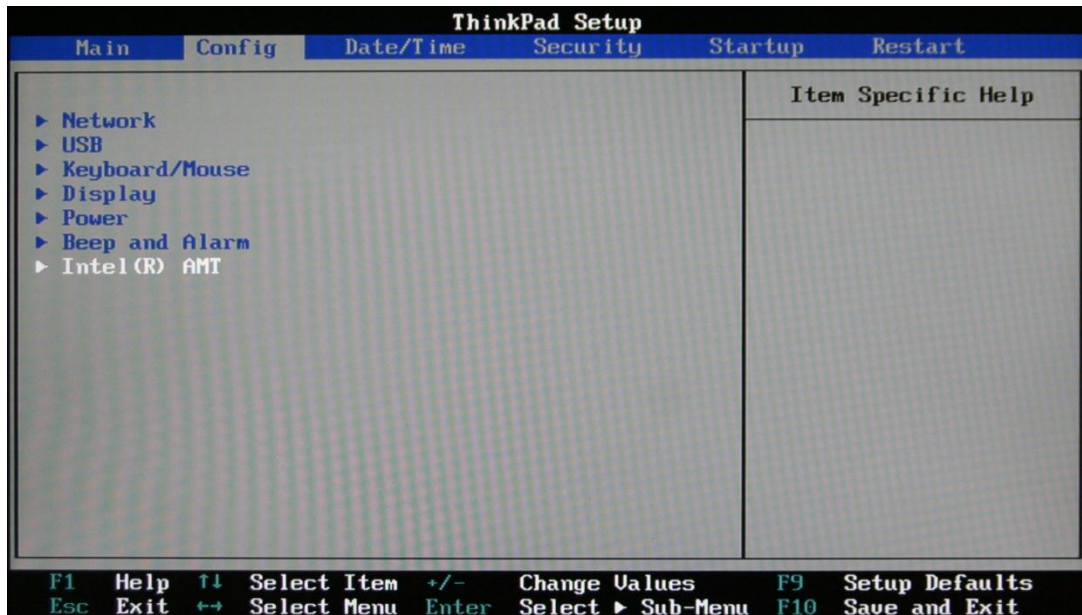 ThinkPad Setup
Main Config Date/Time Security Startup Restart
Item Specific Help
► Network
► USB
► Keyboard/Mouse
► Display
► Power
► Beep and Alarm
► Intel(R) AMT
F1 Help ↑↓ Select Item +/- Change Values F9 Setup Defaults
Esc Exit ←→ Select Menu Enter Select ► Sub-Menu F10 Save and Exit